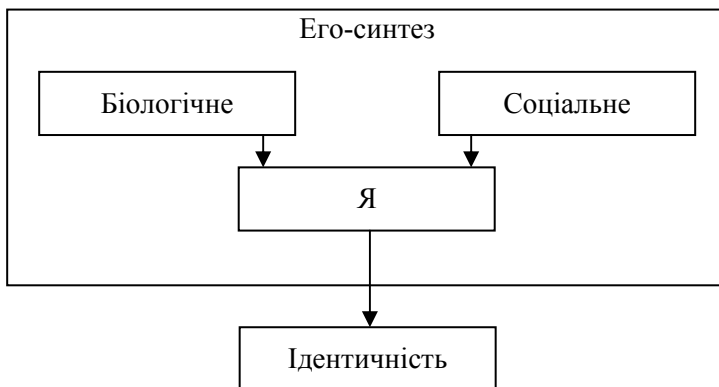 Его-синтез
Біологічне
Соціальне
Я
Ідентичність